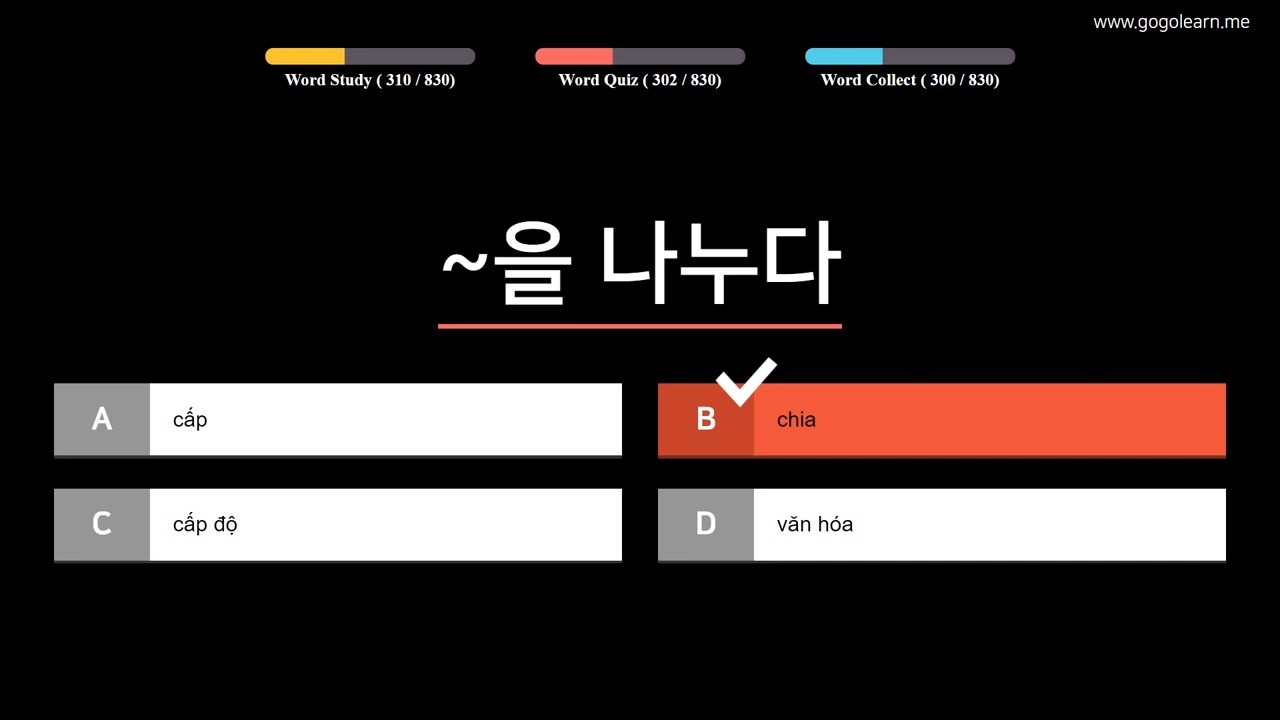 www.gogolearn.me
Word Study ( 310 / 830)
Word Quiz ( 302 / 830)
Word Collect ( 300 / 830)
~을 나누다
A cấp
B chia
C cấp độ
D văn hóa